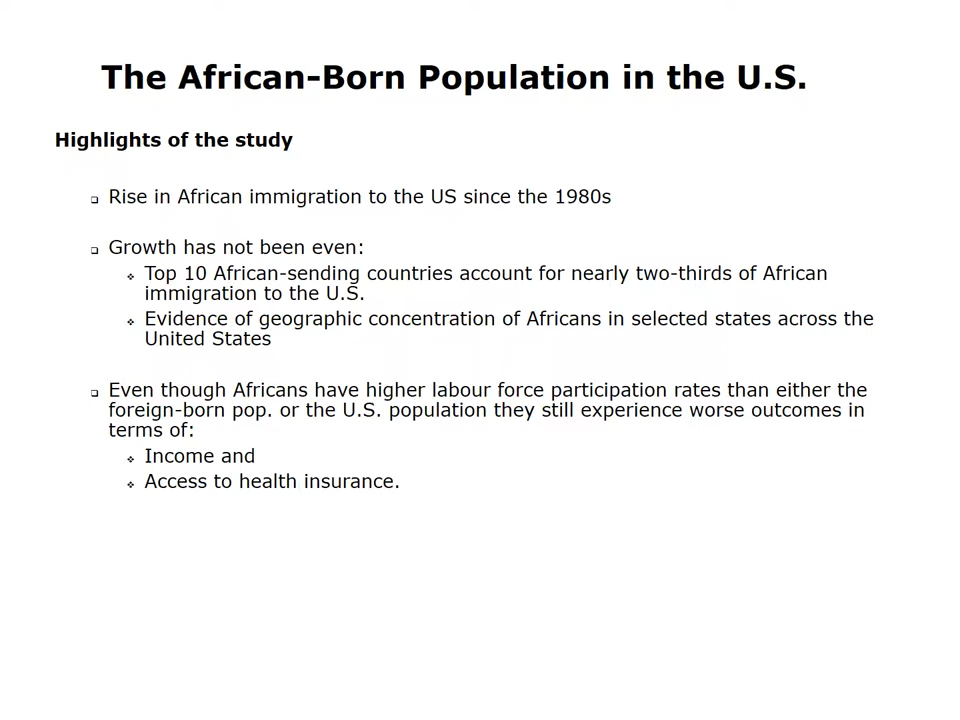 The African-Born Population in the U.S.
Highlights of the study
❑ Rise in African immigration to the US since the 1980s
❑ Growth has not been even:
❖ Top 10 African-sending countries account for nearly two-thirds of African
immigration to the U.S.
❖ Evidence of geographic concentration of Africans in selected states across the
United States
❑ Even though Africans have higher labour force participation rates than either the
foreign-born pop. or the U.S. population they still experience worse outcomes in
terms of:
❖ Income and
❖ Access to health insurance.